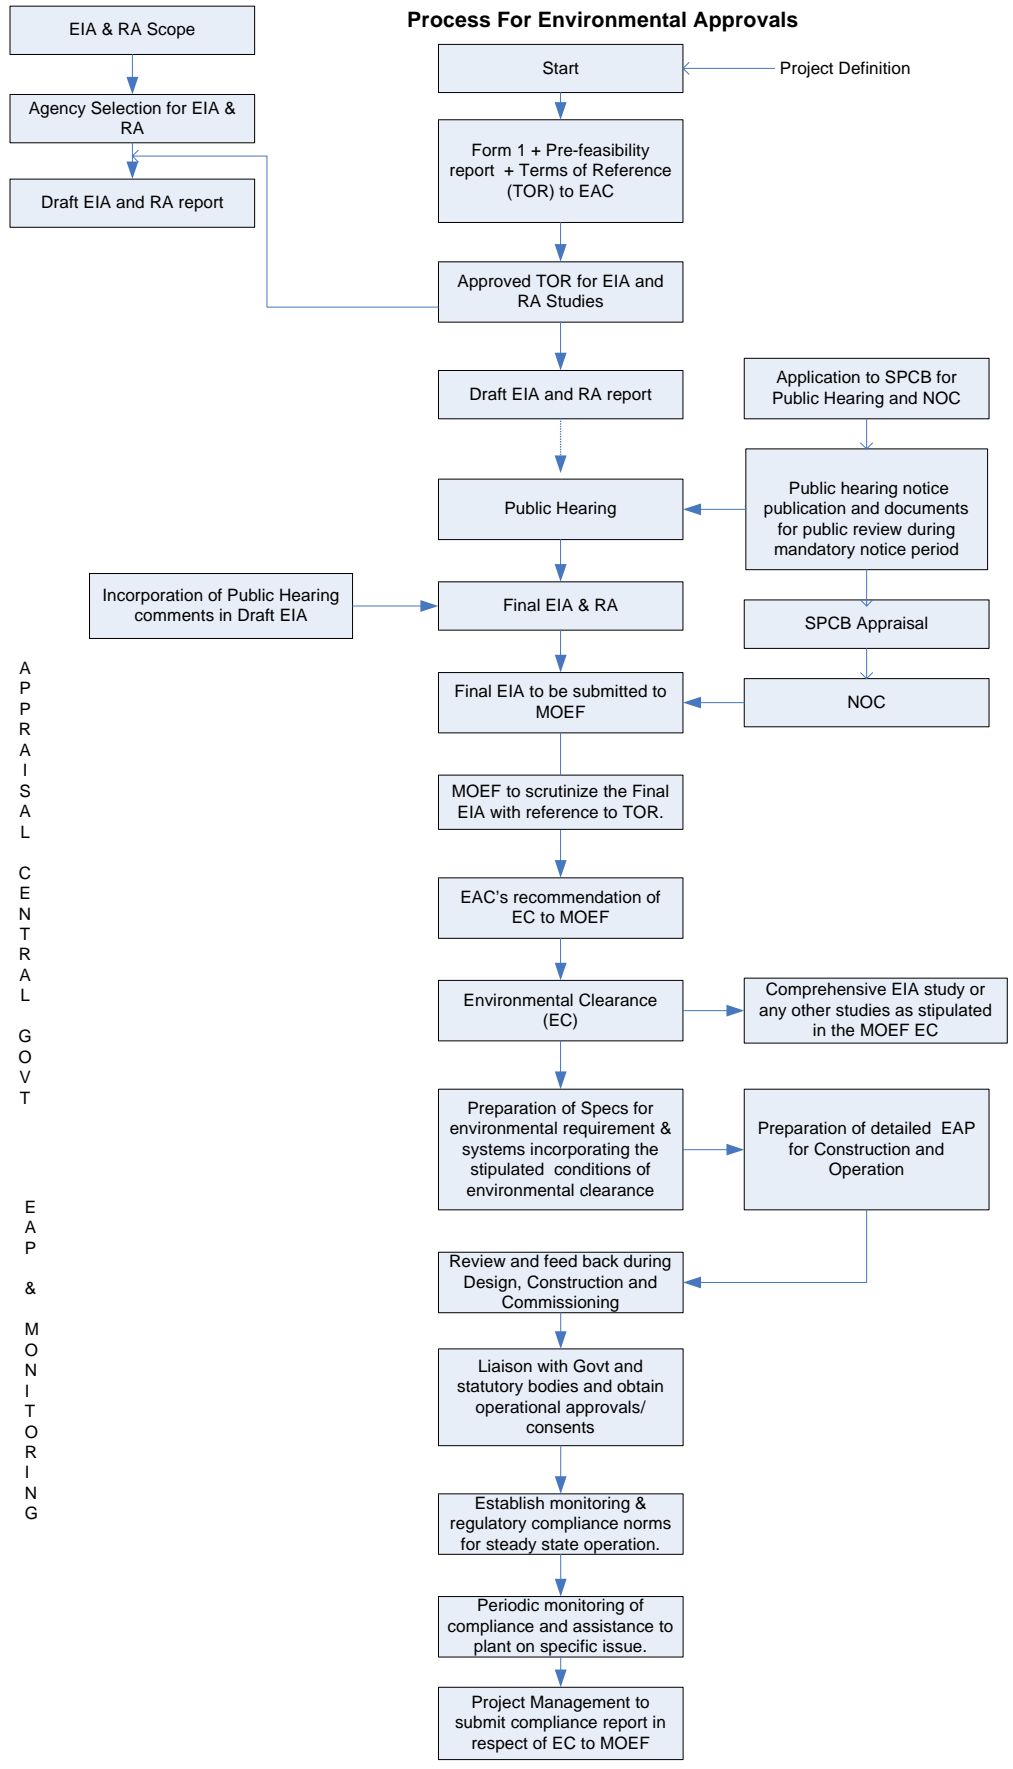 Process For Environmental Approvals
EIA & RA Scope
Agency Selection for EIA &
RA
Draft EIA and RA report
Start
Project Definition
Form 1 + Pre-feasibility
report + Terms of Reference
(TOR) to EAC
Approved TOR for EIA and
RA Studies
Draft EIA and RA report
Application to SPCB for
Public Hearing and NOC
Public Hearing
Public hearing notice
publication and documents
for public review during
mandatory notice period
Incorporation of Public Hearing
comments in Draft EIA
Final EIA & RA
SPCB Appraisal
Final EIA to be submitted to
MOEF
NOC
MOEF to scrutinize the Final
EIA with reference to TOR.
EAC's recommendation of
EC to MOEF
Environmental Clearance
(EC)
Comprehensive EIA study or
any other studies as stipulated
in the MOEF EC
Preparation of Specs for
environmental requirement &
systems incorporating the
stipulated conditions of
environmental clearance
Preparation of detailed EAP
for Construction and
Operation
Review and feed back during
Design, Construction and
Commissioning
Liaison with Govt and
statutory bodies and obtain
operational approvals/
consents
Establish monitoring &
regulatory compliance norms
for steady state operation.
Periodic monitoring of
compliance and assistance to
plant on specific issue.
Project Management to
submit compliance report in
respect of EC to MOEF
APPRAISAL CENTRAL GOVT
EAP & MONITORING